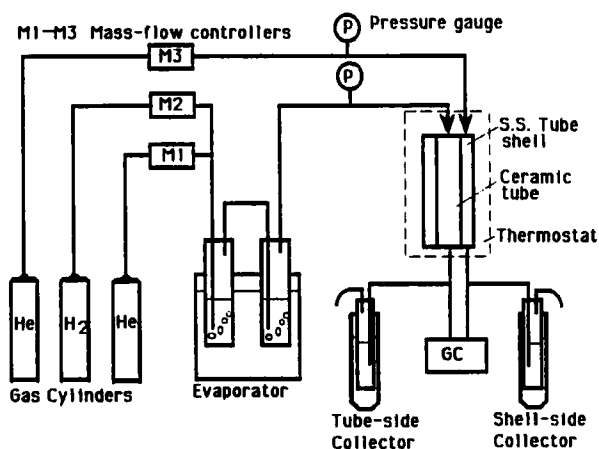 M1-M3 Mass-flow controllers
P
Pressure gauge
M3
P
M2
S.S. Tube
shell
M1
Ceramic
tube
Thermostat
He
H2
He
GC
Gas Cylinders
Evaporator
Tube-side
Collector
Shell-side
Collector